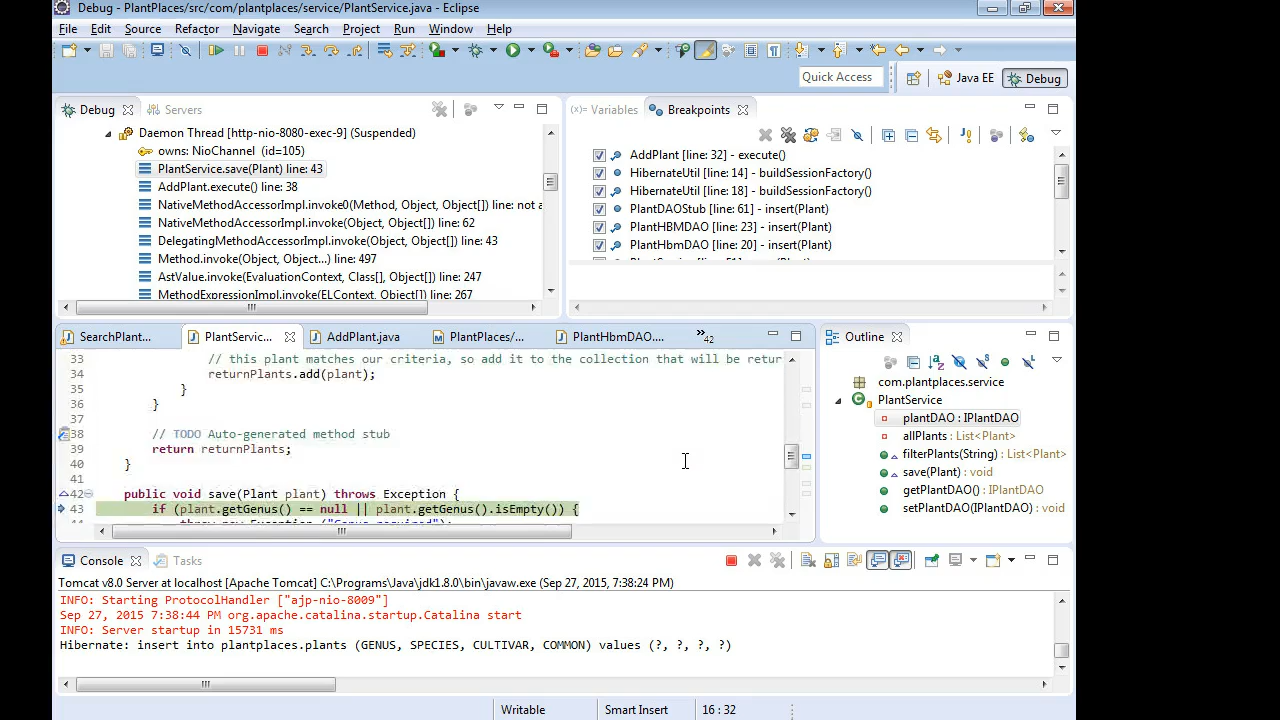 Debug - PlantPlaces/src/com/plantplaces/service/PlantService.java - Eclipse
File Edit Source Refactor Navigate Search Project Run Window Help
Quick Access
Java EE
Debug
Debug
Servers
Daemon Thread [http-nio-8080-exec-9] (Suspended)
owns: NioChannel (id=105)
PlantService.save(Plant) line: 43
AddPlant.execute() line: 38
NativeMethodAccessorImpl.invoke0(Method, Object, Object[]) line: not a
NativeMethodAccessorImpl.invoke(Object, Object[]) line: 62
DelegatingMethodAccessorImpl.invoke(Object, Object[]) line: 43
Method.invoke(Object, Object...) line: 497
AstValue.invoke(EvaluationContext, Class[], Object[]) line: 247
MethodExpressionImpl.invoke(ELContext, Object[]) line: 267
(x)= Variables
Breakpoints
AddPlant [line: 32] - execute()
HibernateUtil [line: 14] - buildSessionFactory()
HibernateUtil [line: 18] - buildSessionFactory()
PlantDAOStub [line: 61] - insert(Plant)
PlantHBMDAO [line: 23] - insert(Plant)
PlantHbmDAO [line: 20] - insert(Plant)
SearchPlant...
PlantServic...
AddPlant.java
PlantPlaces/...
PlantHbmDAO....
»42
33 // this plant matches our criteria, so add it to the collection that will be retur
34 returnPlants.add(plant);
35 }
36 }
37
38 // TODO Auto-generated method stub
39 return returnPlants;
40 }
41
42 public void save(Plant plant) throws Exception {
43 if (plant.getGenus() == null || plant.getGenus().isEmpty()) {
44 throw new Exception ("Genus required");
Outline
com.plantplaces.service
PlantService
plantDAO : IPlantDAO
allPlants : List<Plant>
filterPlants(String) : List<Plant>
save(Plant) : void
getPlantDAO() : IPlantDAO
setPlantDAO(IPlantDAO) : void
Console
Tasks
Tomcat v8.0 Server at localhost [Apache Tomcat] C:\Programs\Java\jdk1.8.0\bin\javaw.exe (Sep 27, 2015 7:38:24 PM)
INFO: Starting ProtocolHandler ["ajp-nio-8009"]
Sep 27, 2015 7:38:44 PM org.apache.catalina.startup.Catalina start
INFO: Server startup in 15731 ms
Hibernate: insert into plantplaces.plants (GENUS, SPECIES, CULTIVAR, COMMON) values (?, ?, ?, ?)
Writable
Smart Insert
16 : 32